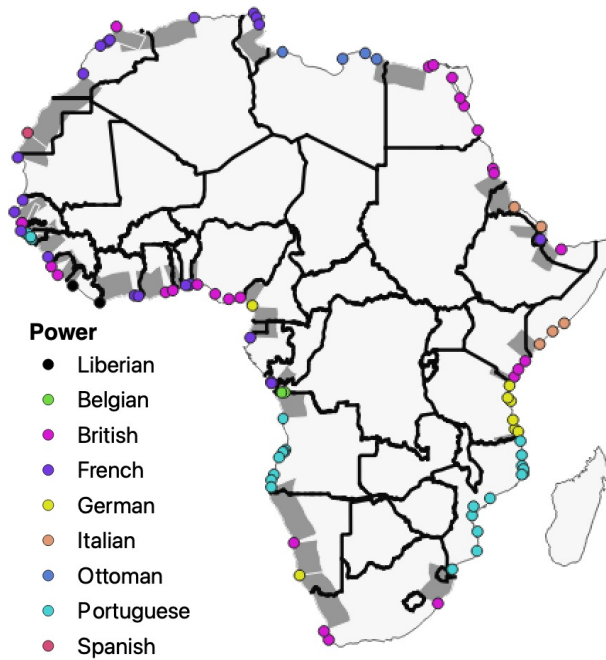 Power
Liberian
Belgian
British
French
German
Italian
Ottoman
Portuguese
Spanish